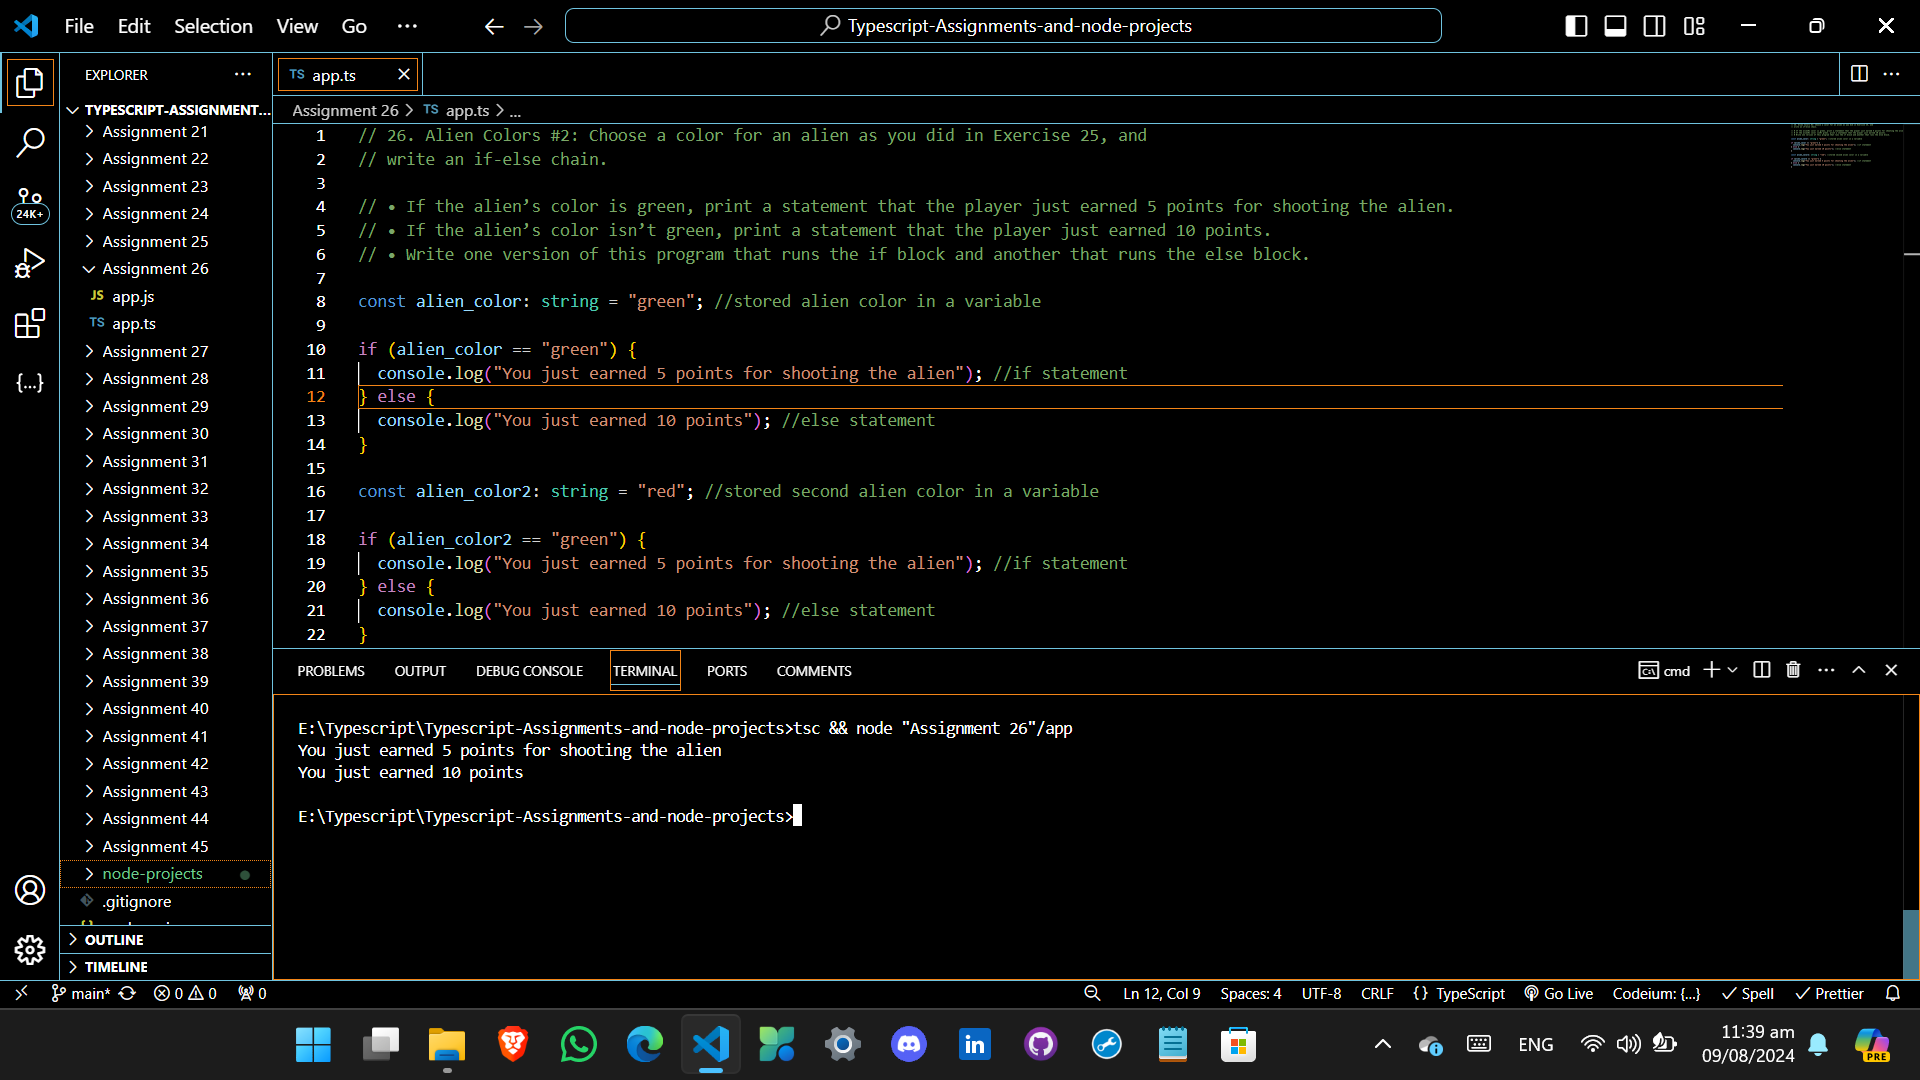 File Edit Selection View Go ··· Typescript-Assignments-and-node-projects
EXPLORER ···
TYPESCRIPT-ASSIGNMENT...
Assignment 21
Assignment 22
Assignment 23
Assignment 24
24K+
Assignment 25
Assignment 26
JS app.js
TS app.ts
Assignment 27
Assignment 28
Assignment 29
Assignment 30
Assignment 31
Assignment 32
Assignment 33
Assignment 34
Assignment 35
Assignment 36
Assignment 37
Assignment 38
Assignment 39
Assignment 40
Assignment 41
Assignment 42
Assignment 43
Assignment 44
Assignment 45
node-projects
.gitignore
OUTLINE
TIMELINE
TS app.ts
Assignment 26 > TS app.ts > ...
1 // 26. Alien Colors #2: Choose a color for an alien as you did in Exercise 25, and
2 // write an if-else chain.
3
4 // • If the alien’s color is green, print a statement that the player just earned 5 points for shooting the alien.
5 // • If the alien’s color isn’t green, print a statement that the player just earned 10 points.
6 // • Write one version of this program that runs the if block and another that runs the else block.
7
8 const alien_color: string = "green"; //stored alien color in a variable
9
10 if (alien_color == "green") {
11 console.log("You just earned 5 points for shooting the alien"); //if statement
12 } else {
13 console.log("You just earned 10 points"); //else statement
14 }
15
16 const alien_color2: string = "red"; //stored second alien color in a variable
17
18 if (alien_color2 == "green") {
19 console.log("You just earned 5 points for shooting the alien"); //if statement
20 } else {
21 console.log("You just earned 10 points"); //else statement
22 }
PROBLEMS OUTPUT DEBUG CONSOLE TERMINAL PORTS COMMENTS cmd
E:\Typescript\Typescript-Assignments-and-node-projects>tsc && node "Assignment 26"/app
You just earned 5 points for shooting the alien
You just earned 10 points
E:\Typescript\Typescript-Assignments-and-node-projects>
main* 0 0 0 Ln 12, Col 9 Spaces: 4 UTF-8 CRLF {} TypeScript Go Live Codeium: {...} Spell Prettier
ENG 11:39 am
09/08/2024
PRE